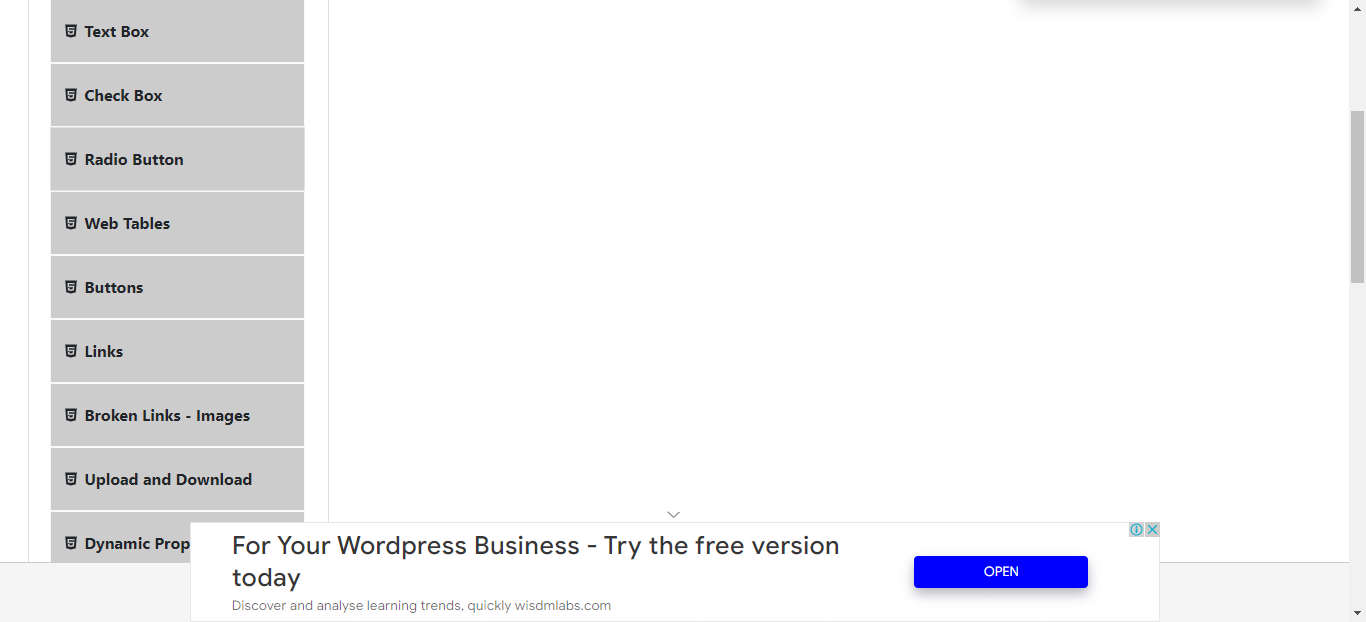 Text Box
Check Box
Radio Button
Web Tables
Buttons
Links
Broken Links - Images
Upload and Download
Dynamic Prop
For Your Wordpress Business - Try the free version
today
Discover and analyse learning trends, quickly wisdmlabs.com
OPEN